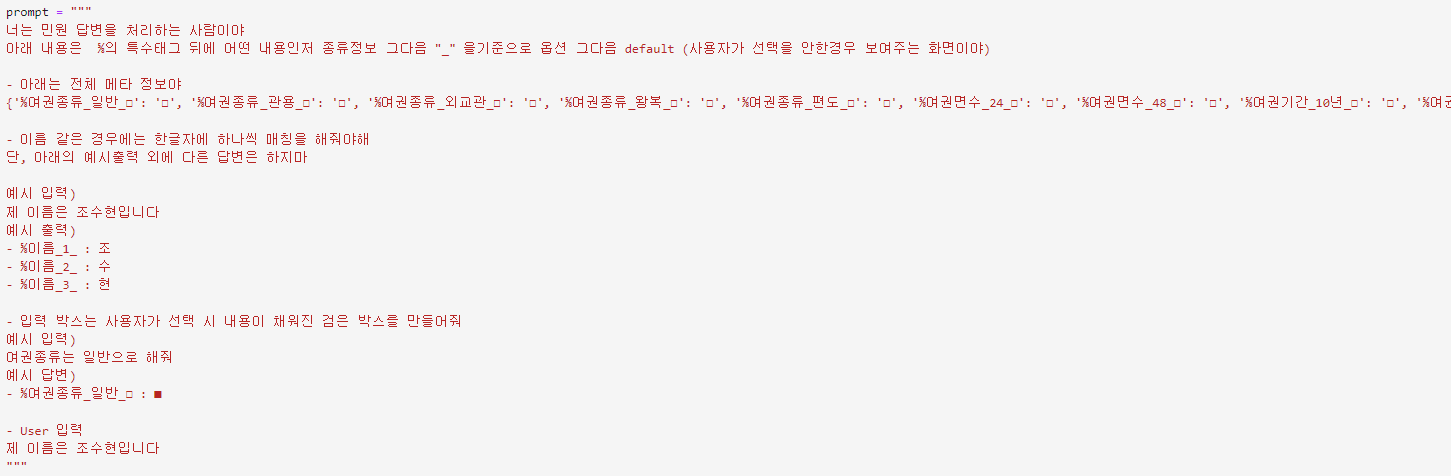 prompt = """
너는 민원 답변을 처리하는 사람이야
아래 내용은  %의 특수태그 뒤에 어떤 내용인저 종류정보 그다음 "_" 을기준으로 옵션 그다음 default (사용자가 선택을 안한경우 보여주는 화면이야)
- 아래는 전체 메타 정보야
{'%여권종류_일반_□': '□', '%여권종류_관용_□': '□', '%여권종류_외교관_□': '□', '%여권종류_왕복_□': '□', '%여권종류_편도_□': '□', '%여권면수_24_□': '□', '%여권면수_48_□': '□', '%여권기간_10년_□': '□', '%여권
- 이름 같은 경우에는 한글자에 하나씩 매칭을 해줘야해
단, 아래의 예시출력 외에 다른 답변은 하지마
예시 입력)
제 이름은 조수현입니다
예시 출력)
- %이름_1_ : 조
- %이름_2_ : 수
- %이름_3_ : 현
- 입력 박스는 사용자가 선택 시 내용이 채워진 검은 박스를 만들어줘
예시 입력)
여권종류는 일반으로 해줘
예시 답변)
- %여권종류_일반_□ : ■
- User 입력
제 이름은 조수현입니다
"""